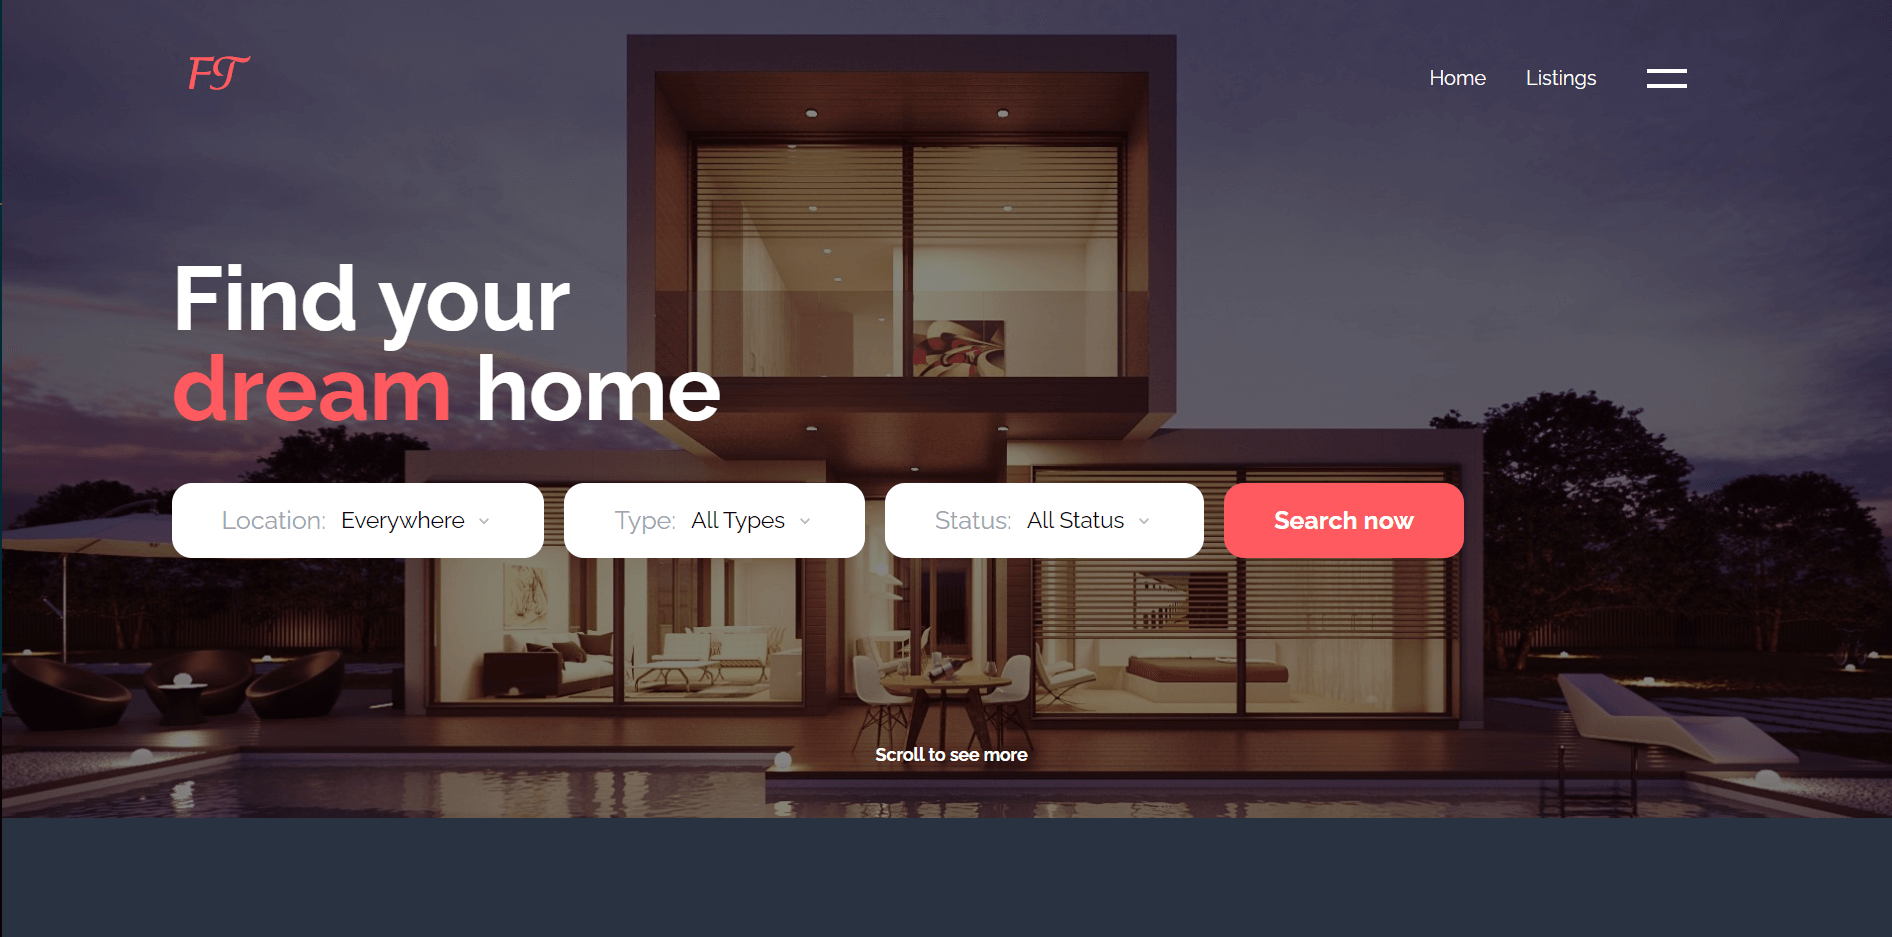 FT
Home
Listings
Find your
dream home
Location: Everywhere
Type: All Types
Status: All Status
Search now
Scroll to see more